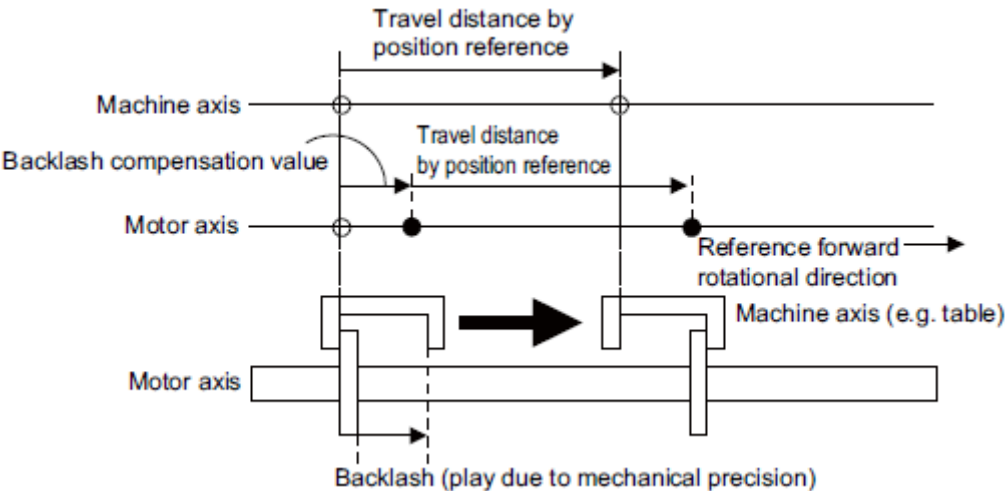 Travel distance by
position reference
Machine axis
Travel distance
by position reference
Backlash compensation value
Motor axis
Reference forward
rotational direction
Machine axis (e.g. table)
Motor axis
Backlash (play due to mechanical precision)